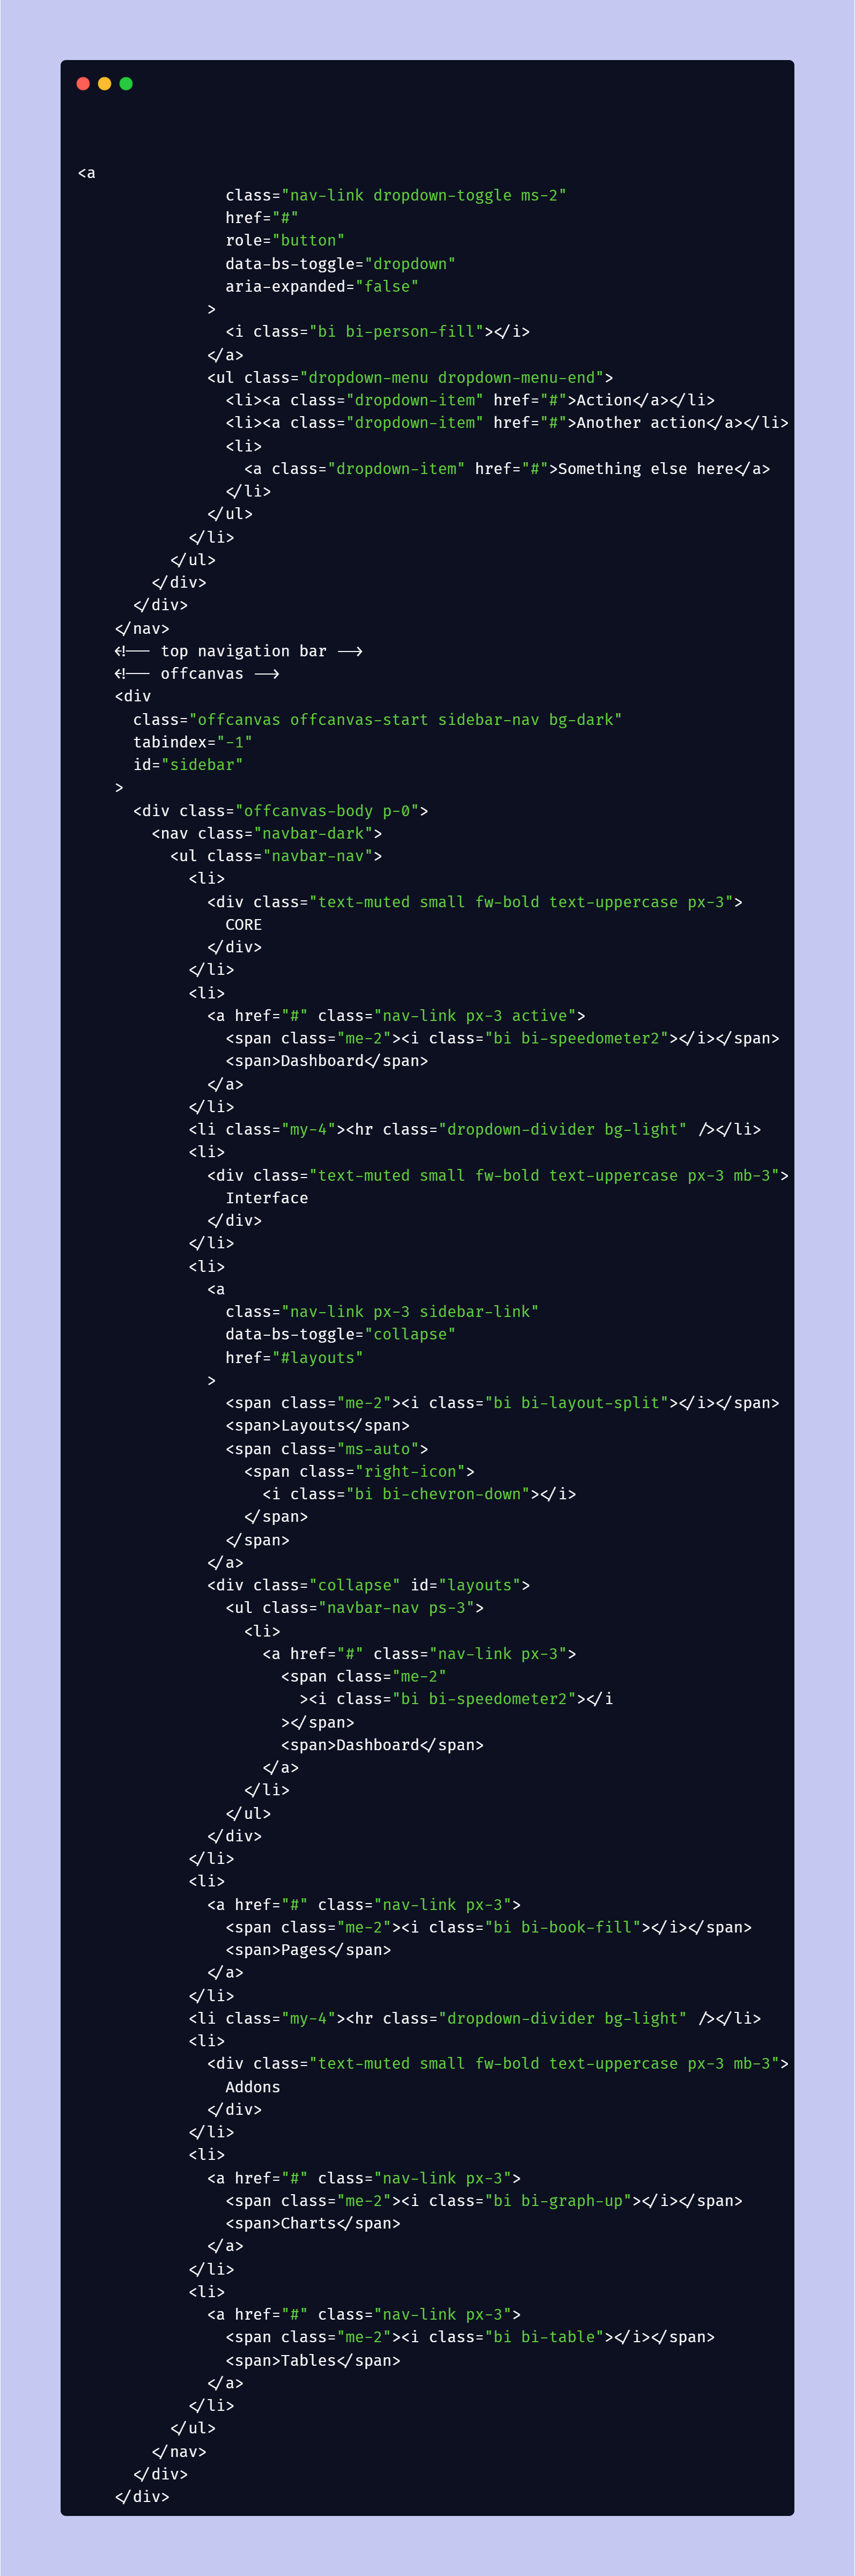 <a
class="nav-link dropdown-toggle ms-2"
href="#"
role="button"
data-bs-toggle="dropdown"
aria-expanded="false"
>
<i class="bi bi-person-fill"></i>
</a>
<ul class="dropdown-menu dropdown-menu-end">
<li><a class="dropdown-item" href="#">Action</a></li>
<li><a class="dropdown-item" href="#">Another action</a></li>
<li>
<a class="dropdown-item" href="#">Something else here</a>
</li>
</ul>
</li>
</ul>
</div>
</div>
</nav>
<!-- top navigation bar -->
<!-- offcanvas -->
<div
class="offcanvas offcanvas-start sidebar-nav bg-dark"
tabindex="-1"
id="sidebar"
>
<div class="offcanvas-body p-0">
<nav class="navbar-dark">
<ul class="navbar-nav">
<li>
<div class="text-muted small fw-bold text-uppercase px-3">
CORE
</div>
</li>
<li>
<a href="#" class="nav-link px-3 active">
<span class="me-2"><i class="bi bi-speedometer2"></i></span>
<span>Dashboard</span>
</a>
</li>
<li class="my-4"><hr class="dropdown-divider bg-light" /></li>
<li>
<div class="text-muted small fw-bold text-uppercase px-3 mb-3">
Interface
</div>
</li>
<li>
<a
class="nav-link px-3 sidebar-link"
data-bs-toggle="collapse"
href="#layouts"
>
<span class="me-2"><i class="bi bi-layout-split"></i></span>
<span>Layouts</span>
<span class="ms-auto">
<span class="right-icon">
<i class="bi bi-chevron-down"></i>
</span>
</span>
</a>
<div class="collapse" id="layouts">
<ul class="navbar-nav ps-3">
<li>
<a href="#" class="nav-link px-3">
<span class="me-2"
><i class="bi bi-speedometer2"></i
></span>
<span>Dashboard</span>
</a>
</li>
</ul>
</div>
</li>
<li>
<a href="#" class="nav-link px-3">
<span class="me-2"><i class="bi bi-book-fill"></i></span>
<span>Pages</span>
</a>
</li>
<li class="my-4"><hr class="dropdown-divider bg-light" /></li>
<li>
<div class="text-muted small fw-bold text-uppercase px-3 mb-3">
Addons
</div>
</li>
<li>
<a href="#" class="nav-link px-3">
<span class="me-2"><i class="bi bi-graph-up"></i></span>
<span>Charts</span>
</a>
</li>
<li>
<a href="#" class="nav-link px-3">
<span class="me-2"><i class="bi bi-table"></i></span>
<span>Tables</span>
</a>
</li>
</ul>
</nav>
</div>
</div>